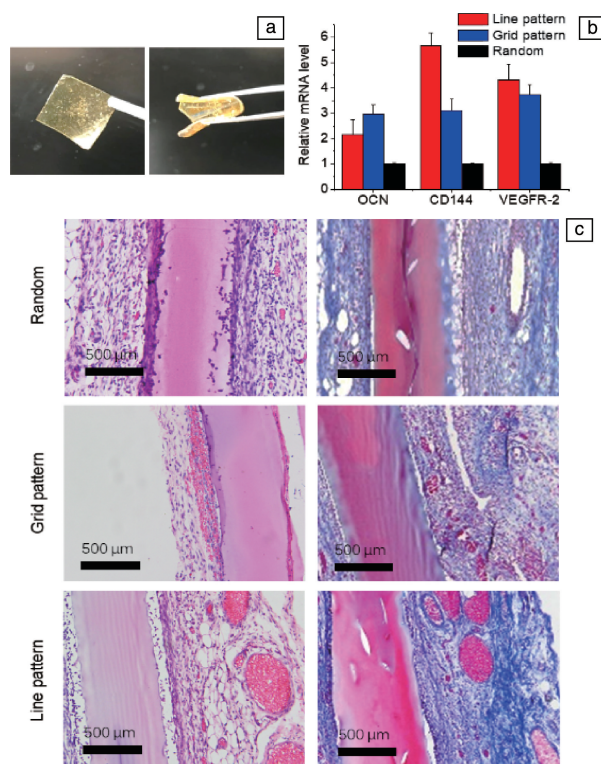 a
b
Relative mRNA level
6
5
4
3
2
1
0
Line pattern
Grid pattern
Random
OCN CD144 VEGFR-2
c
Random
500 µm
500 µm
Grid pattern
500 µm
500 µm
Line pattern
500 µm
500 µm